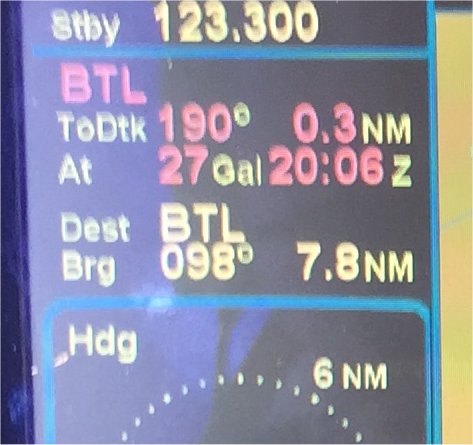 Stby 123.300
BTL
ToDtk 190° 0.3NM
At 27Gal 20:06 Z
Dest BTL
Brg 098° 7.8NM
Hdg
6 NM